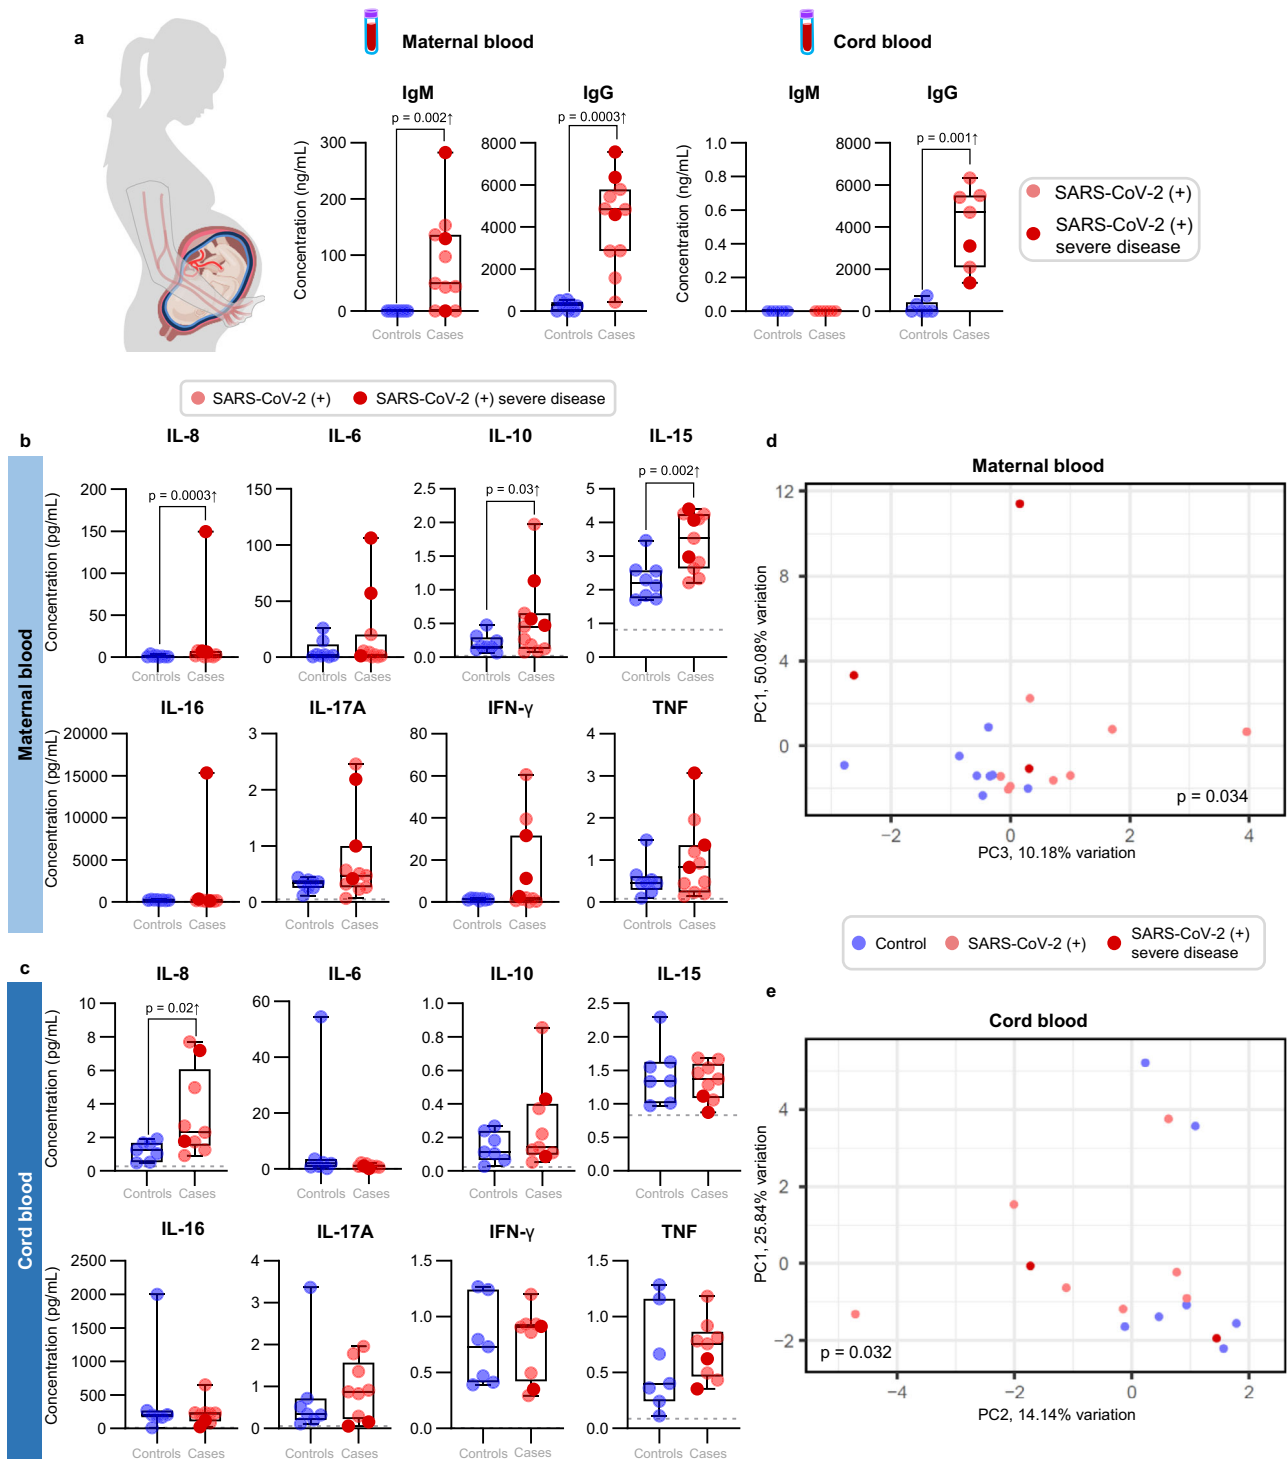 a
Maternal blood
Cord blood
IgM
IgG
IgM
IgG
p = 0.002↑
p = 0.0003↑
p = 0.001↑
Concentration (ng/mL)
300
200
100
0
Controls Cases
8000
6000
4000
2000
0
Controls Cases
Concentration (ng/mL)
1.0
0.8
0.6
0.4
0.2
0.0
Controls Cases
8000
6000
4000
2000
0
Controls Cases
SARS-CoV-2 (+)
SARS-CoV-2 (+)
severe disease
SARS-CoV-2 (+)
SARS-CoV-2 (+) severe disease
b
Maternal blood
IL-8
Concentration (pg/mL)
200
150
100
50
0
p = 0.0003↑
Controls Cases
IL-6
150
100
50
0
Controls Cases
IL-10
2.5
2.0
1.5
1.0
0.5
0.0
p = 0.03↑
Controls Cases
IL-15
5
4
3
2
1
0
p = 0.002↑
Controls Cases
IL-16
Concentration (pg/mL)
20000
15000
10000
5000
0
Controls Cases
IL-17A
3
2
1
0
Controls Cases
IFN-γ
80
60
40
20
0
Controls Cases
TNF
4
3
2
1
0
Controls Cases
c
Cord blood
IL-8
Concentration (pg/mL)
10
8
6
4
2
0
p = 0.02↑
Controls Cases
IL-6
60
40
20
0
Controls Cases
IL-10
1.0
0.8
0.6
0.4
0.2
0.0
Controls Cases
IL-15
2.5
2.0
1.5
1.0
0.5
0.0
Controls Cases
IL-16
Concentration (pg/mL)
2500
2000
1500
1000
500
0
Controls Cases
IL-17A
4
3
2
1
0
Controls Cases
IFN-γ
1.5
1.0
0.5
0.0
Controls Cases
TNF
1.5
1.0
0.5
0.0
Controls Cases
d
Maternal blood
PC1, 50.08% variation
12
8
4
0
p = 0.034
−2 0 2 4
PC3, 10.18% variation
Control
SARS-CoV-2 (+)
SARS-CoV-2 (+)
severe disease
e
Cord blood
PC1, 25.84% variation
4
2
0
−2
p = 0.032
−4 −2 0 2
PC2, 14.14% variation